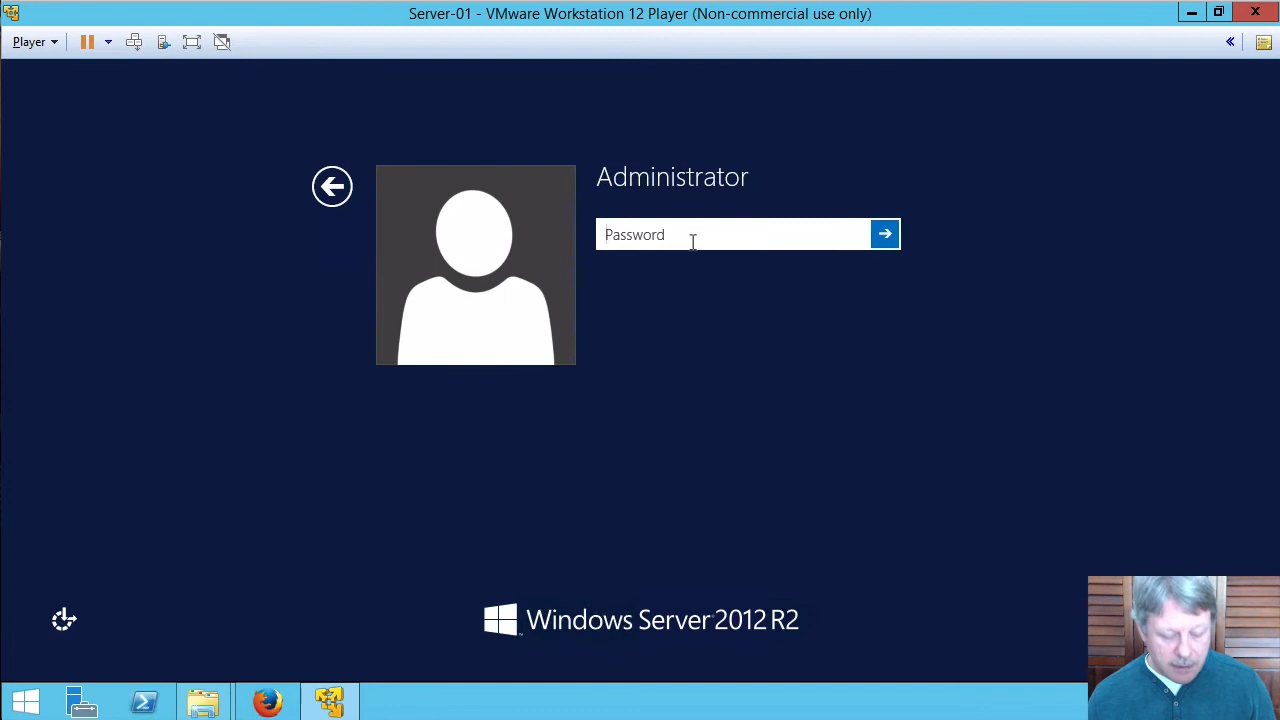 Server-01 - VMware Workstation 12 Player (Non-commercial use only)
Player
Administrator
Password
Windows Server 2012 R2